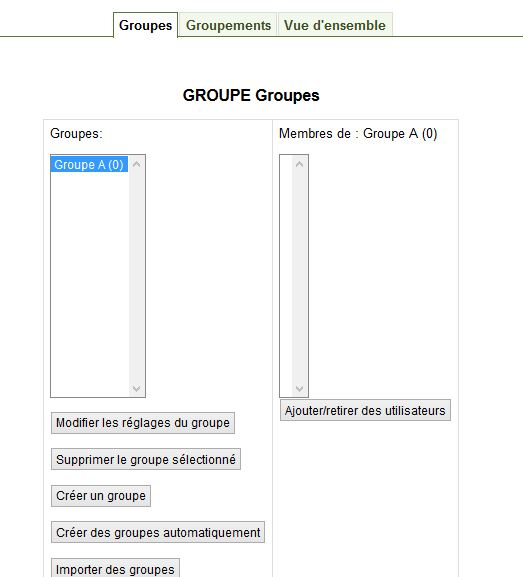 Groupes Groupements Vue d'ensemble
GROUPE Groupes
Groupes:
Groupe A (0)
Modifier les réglages du groupe
Supprimer le groupe sélectionné
Créer un groupe
Créer des groupes automatiquement
Importer des groupes
Membres de : Groupe A (0)
Ajouter/retirer des utilisateurs